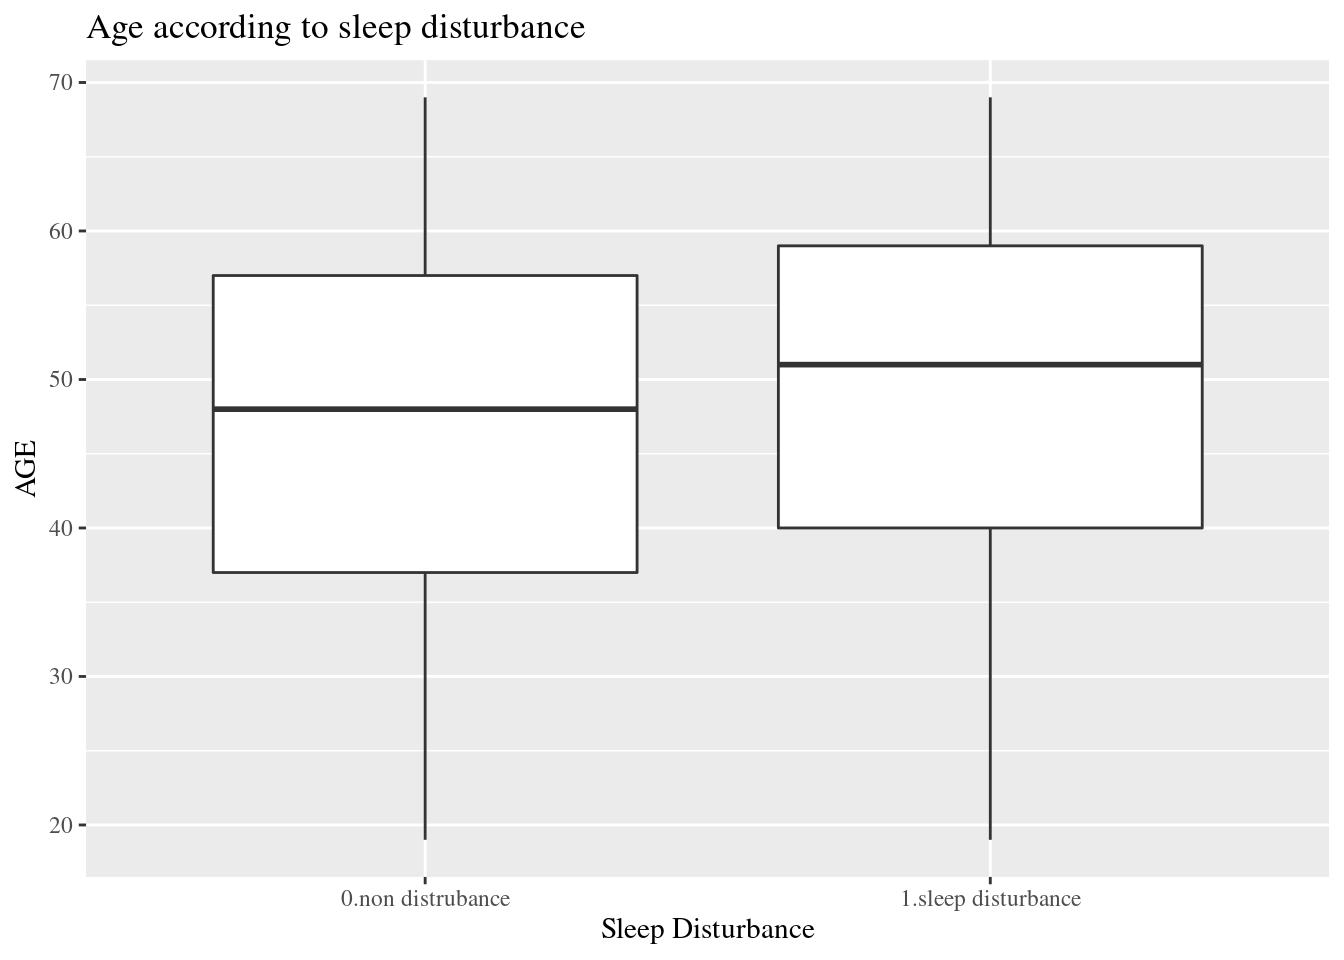 Age according to sleep disturbance
70
60
50
40
30
20
AGE
0.non distrubance
1.sleep disturbance
Sleep Disturbance